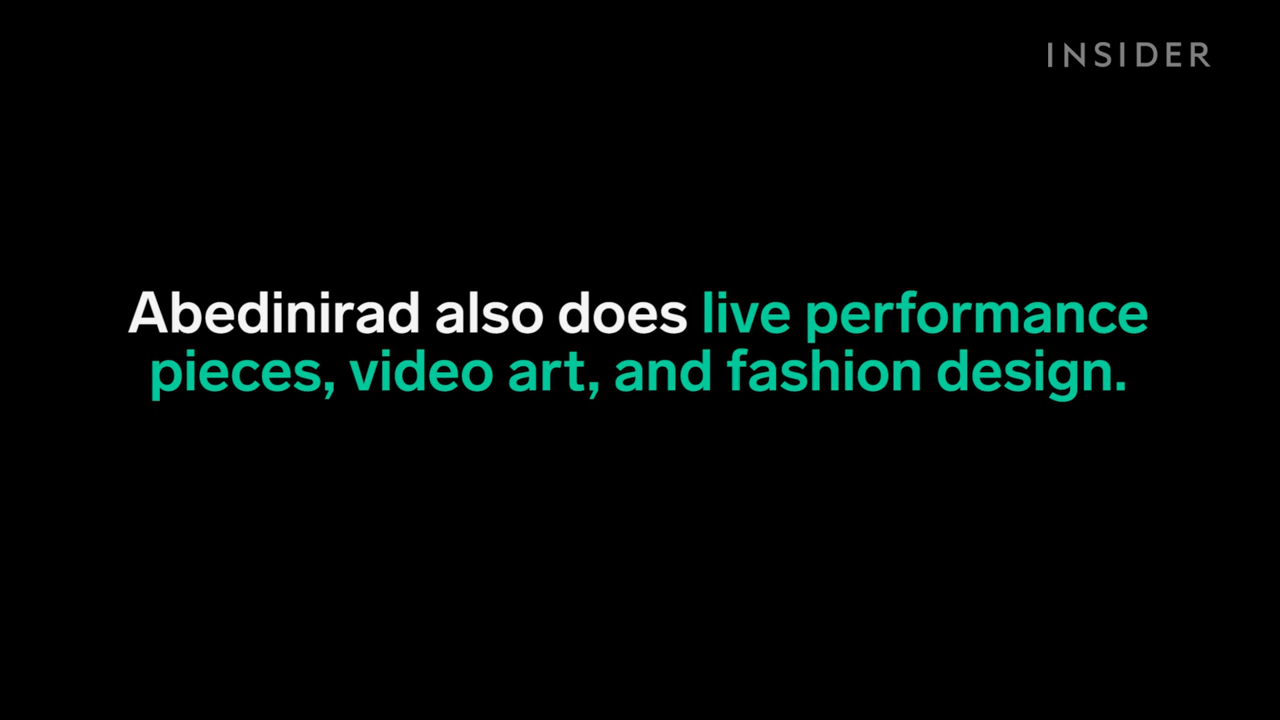 INSIDER
Abedinirad also does live performance
pieces, video art, and fashion design.